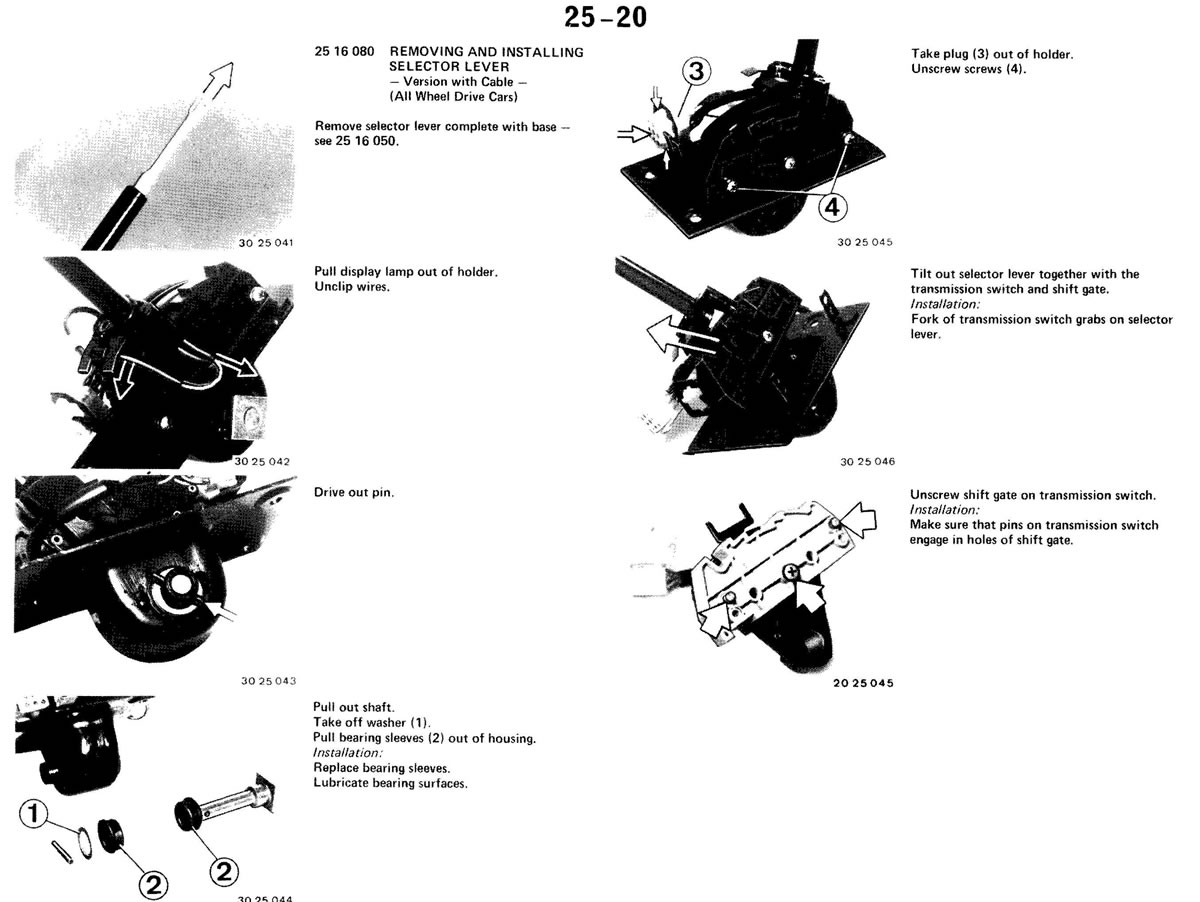 25-20
25 16 080 REMOVING AND INSTALLING
SELECTOR LEVER
– Version with Cable –
(All Wheel Drive Cars)
Remove selector lever complete with base –
see 25 16 050.
30 25 041
Pull display lamp out of holder.
Unclip wires.
30 25 042
Drive out pin.
30 25 043
Pull out shaft.
Take off washer (1).
Pull bearing sleeves (2) out of housing.
Installation:
Replace bearing sleeves.
Lubricate bearing surfaces.
1
2
2
30 25 044
Take plug (3) out of holder.
Unscrew screws (4).
3
4
30 25 045
Tilt out selector lever together with the
transmission switch and shift gate.
Installation:
Fork of transmission switch grabs on selector
lever.
30 25 046
Unscrew shift gate on transmission switch.
Installation:
Make sure that pins on transmission switch
engage in holes of shift gate.
20 25 045